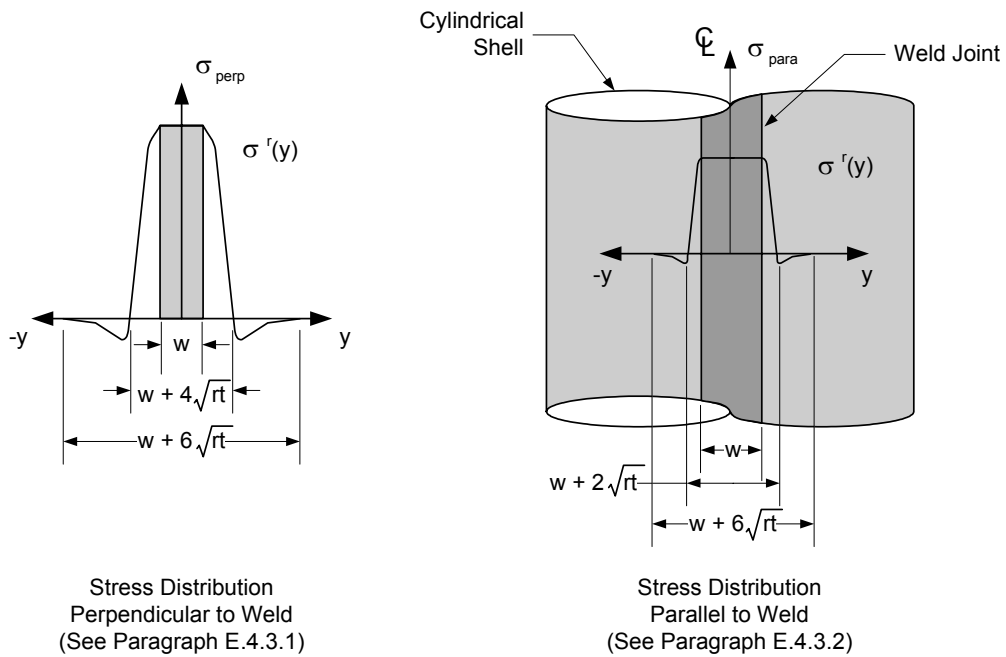 Cylindrical
Shell
℄
σ perp
σ para
Weld Joint
σ r(y)
σ r(y)
-y
y
w
w + 4√rt
w + 6√rt
-y
y
w
w + 2√rt
w + 6√rt
Stress Distribution
Perpendicular to Weld
(See Paragraph E.4.3.1)
Stress Distribution
Parallel to Weld
(See Paragraph E.4.3.2)